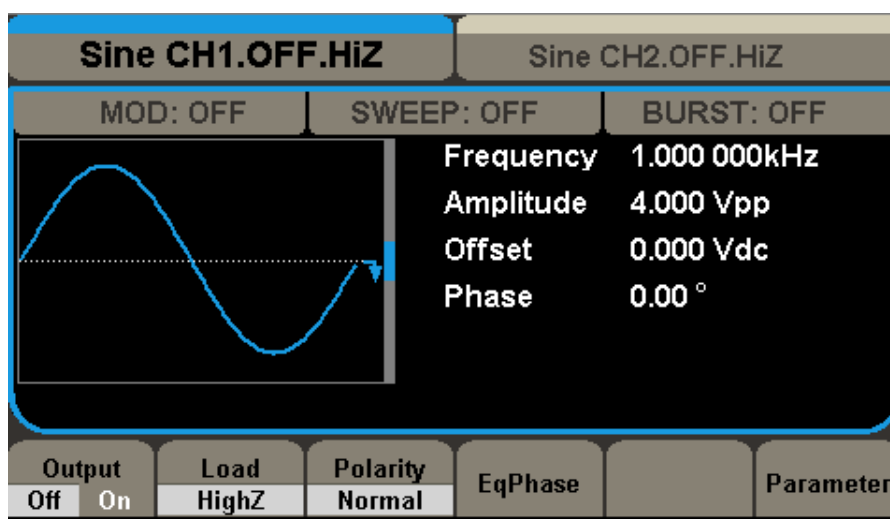 Sine CH1.OFF.HiZ
Sine CH2.OFF.HiZ
MOD: OFF
SWEEP: OFF
BURST: OFF
Frequency 1.000 000kHz
Amplitude 4.000 Vpp
Offset 0.000 Vdc
Phase 0.00 °
Output
Off On
Load
HighZ
Polarity
Normal
EqPhase
Parameter